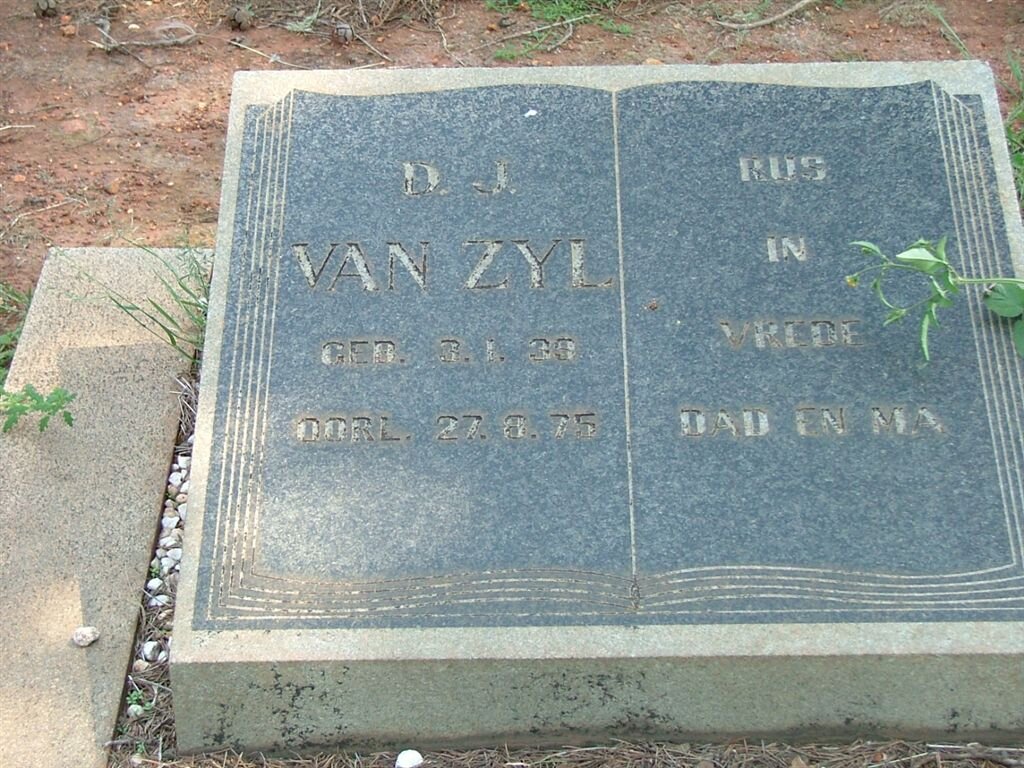 D. J.
VAN ZYL
GEB. 3. 1. 39
OORL. 27. 8. 75
RUS
IN
VREDE
DAD EN MA